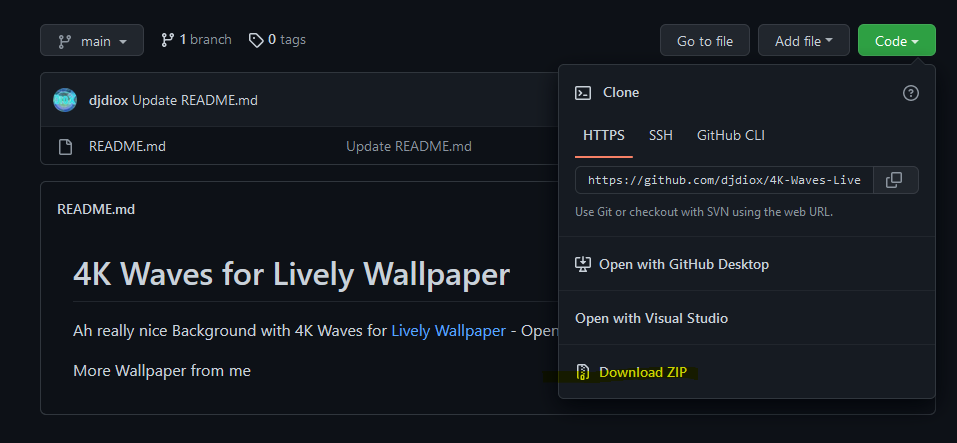 main
1 branch
0 tags
Go to file
Add file
Code
djdiox Update README.md
README.md
Update README.md
Clone
HTTPS
SSH
GitHub CLI
https://github.com/djdiox/4K-Waves-Live
Use Git or checkout with SVN using the web URL.
Open with GitHub Desktop
Open with Visual Studio
Download ZIP
README.md
4K Waves for Lively Wallpaper
Ah really nice Background with 4K Waves for Lively Wallpaper - Open
More Wallpaper from me